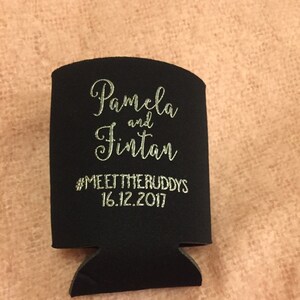 Pamela
and
Fintan
#MEETTHERUDDYS
16.12.2017